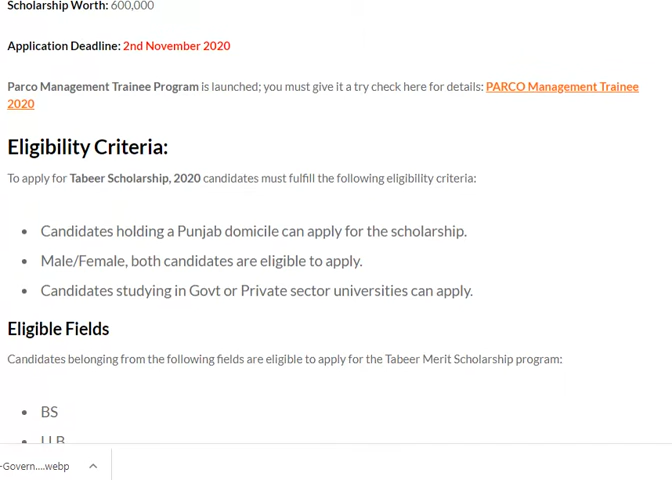 Scholarship Worth: 600,000
Application Deadline: 2nd November 2020
Parco Management Trainee Program is launched; you must give it a try check here for details: PARCO Management Trainee
2020
Eligibility Criteria:
To apply for Tabeer Scholarship, 2020 candidates must fulfill the following eligibility criteria:
• Candidates holding a Punjab domicile can apply for the scholarship.
• Male/Female, both candidates are eligible to apply.
• Candidates studying in Govt or Private sector universities can apply.
Eligible Fields
Candidates belonging from the following fields are eligible to apply for the Tabeer Merit Scholarship program:
• BS
• LLB
-Govern....webp